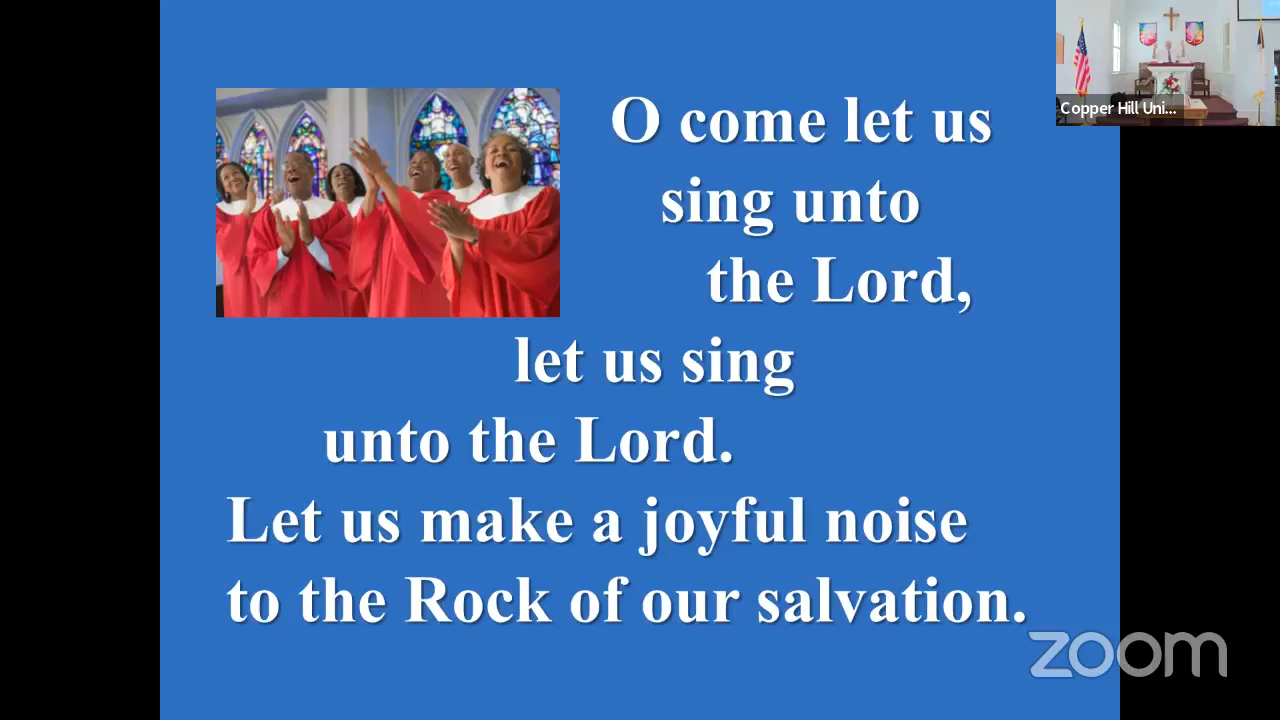 Copper Hill Uni...
O come let us
sing unto
the Lord,
let us sing
unto the Lord.
Let us make a joyful noise
to the Rock of our salvation.
zoom